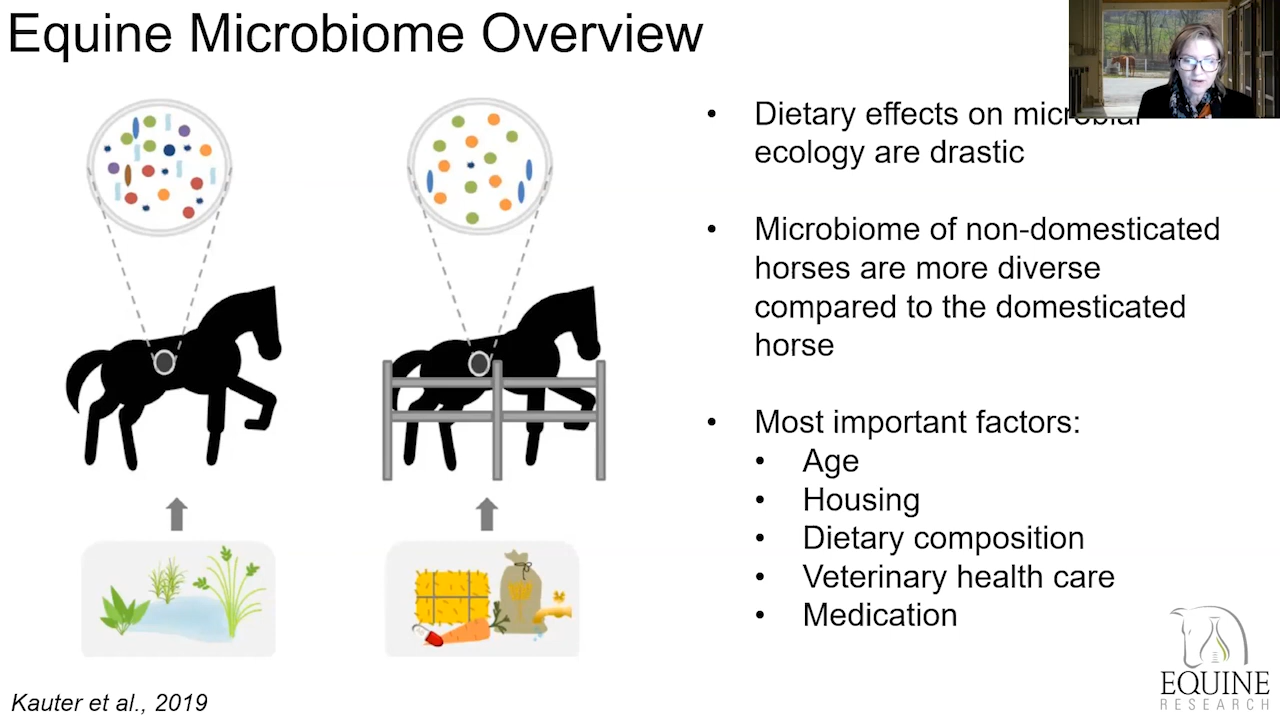 Equine Microbiome Overview
• Dietary effects on microbial
ecology are drastic
• Microbiome of non-domesticated
horses are more diverse
compared to the domesticated
horse
• Most important factors:
• Age
• Housing
• Dietary composition
• Veterinary health care
• Medication
Kauter et al., 2019
EQUINE
RESEARCH